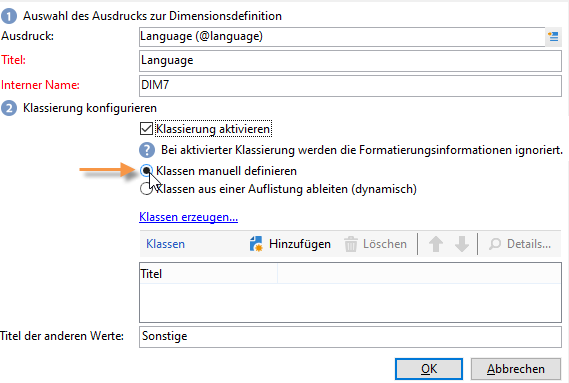 1 Auswahl des Ausdrucks zur Dimensionsdefinition
Ausdruck: Language (@language)
Titel: Language
Interner Name: DIM7
2 Klassierung konfigurieren
Klassierung aktivieren
? Bei aktivierter Klassierung werden die Formatierungsinformationen ignoriert.
Klassen manuell definieren
Klassen aus einer Auflistung ableiten (dynamisch)
Klassen erzeugen...
Klassen Hinzufügen Löschen Details...
Titel
Titel der anderen Werte: Sonstige
OK Abbrechen